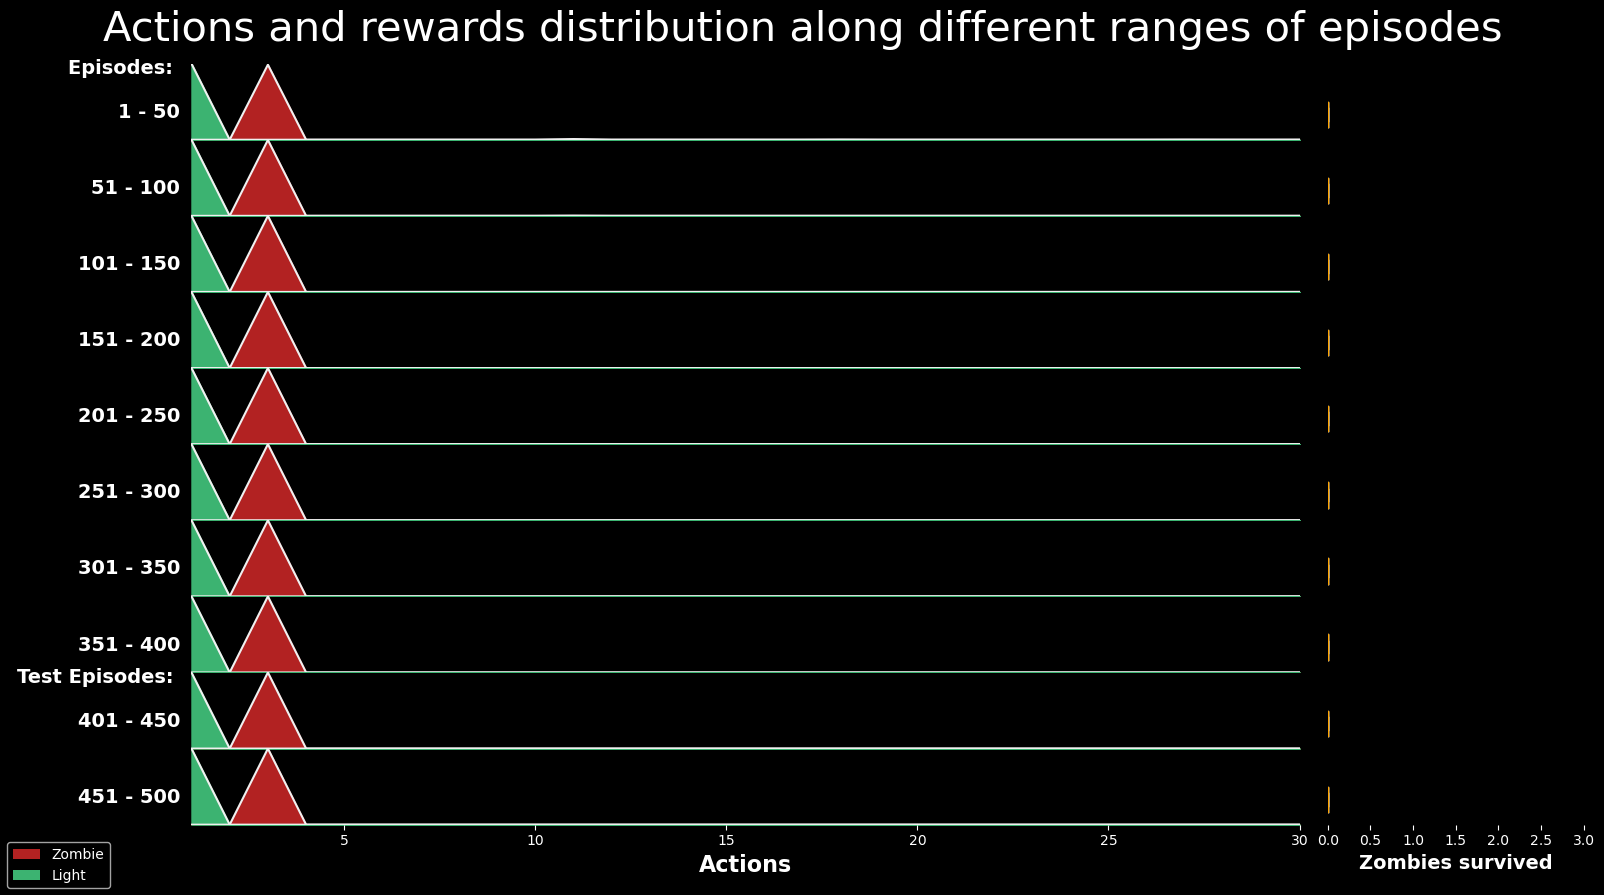 Actions and rewards distribution along different ranges of episodes
Episodes:
1 - 50
51 - 100
101 - 150
151 - 200
201 - 250
251 - 300
301 - 350
351 - 400
Test Episodes:
401 - 450
451 - 500
5 10 15 20 25 30 0.0 0.5 1.0 1.5 2.0 2.5 3.0
Actions
Zombies survived
Zombie
Light